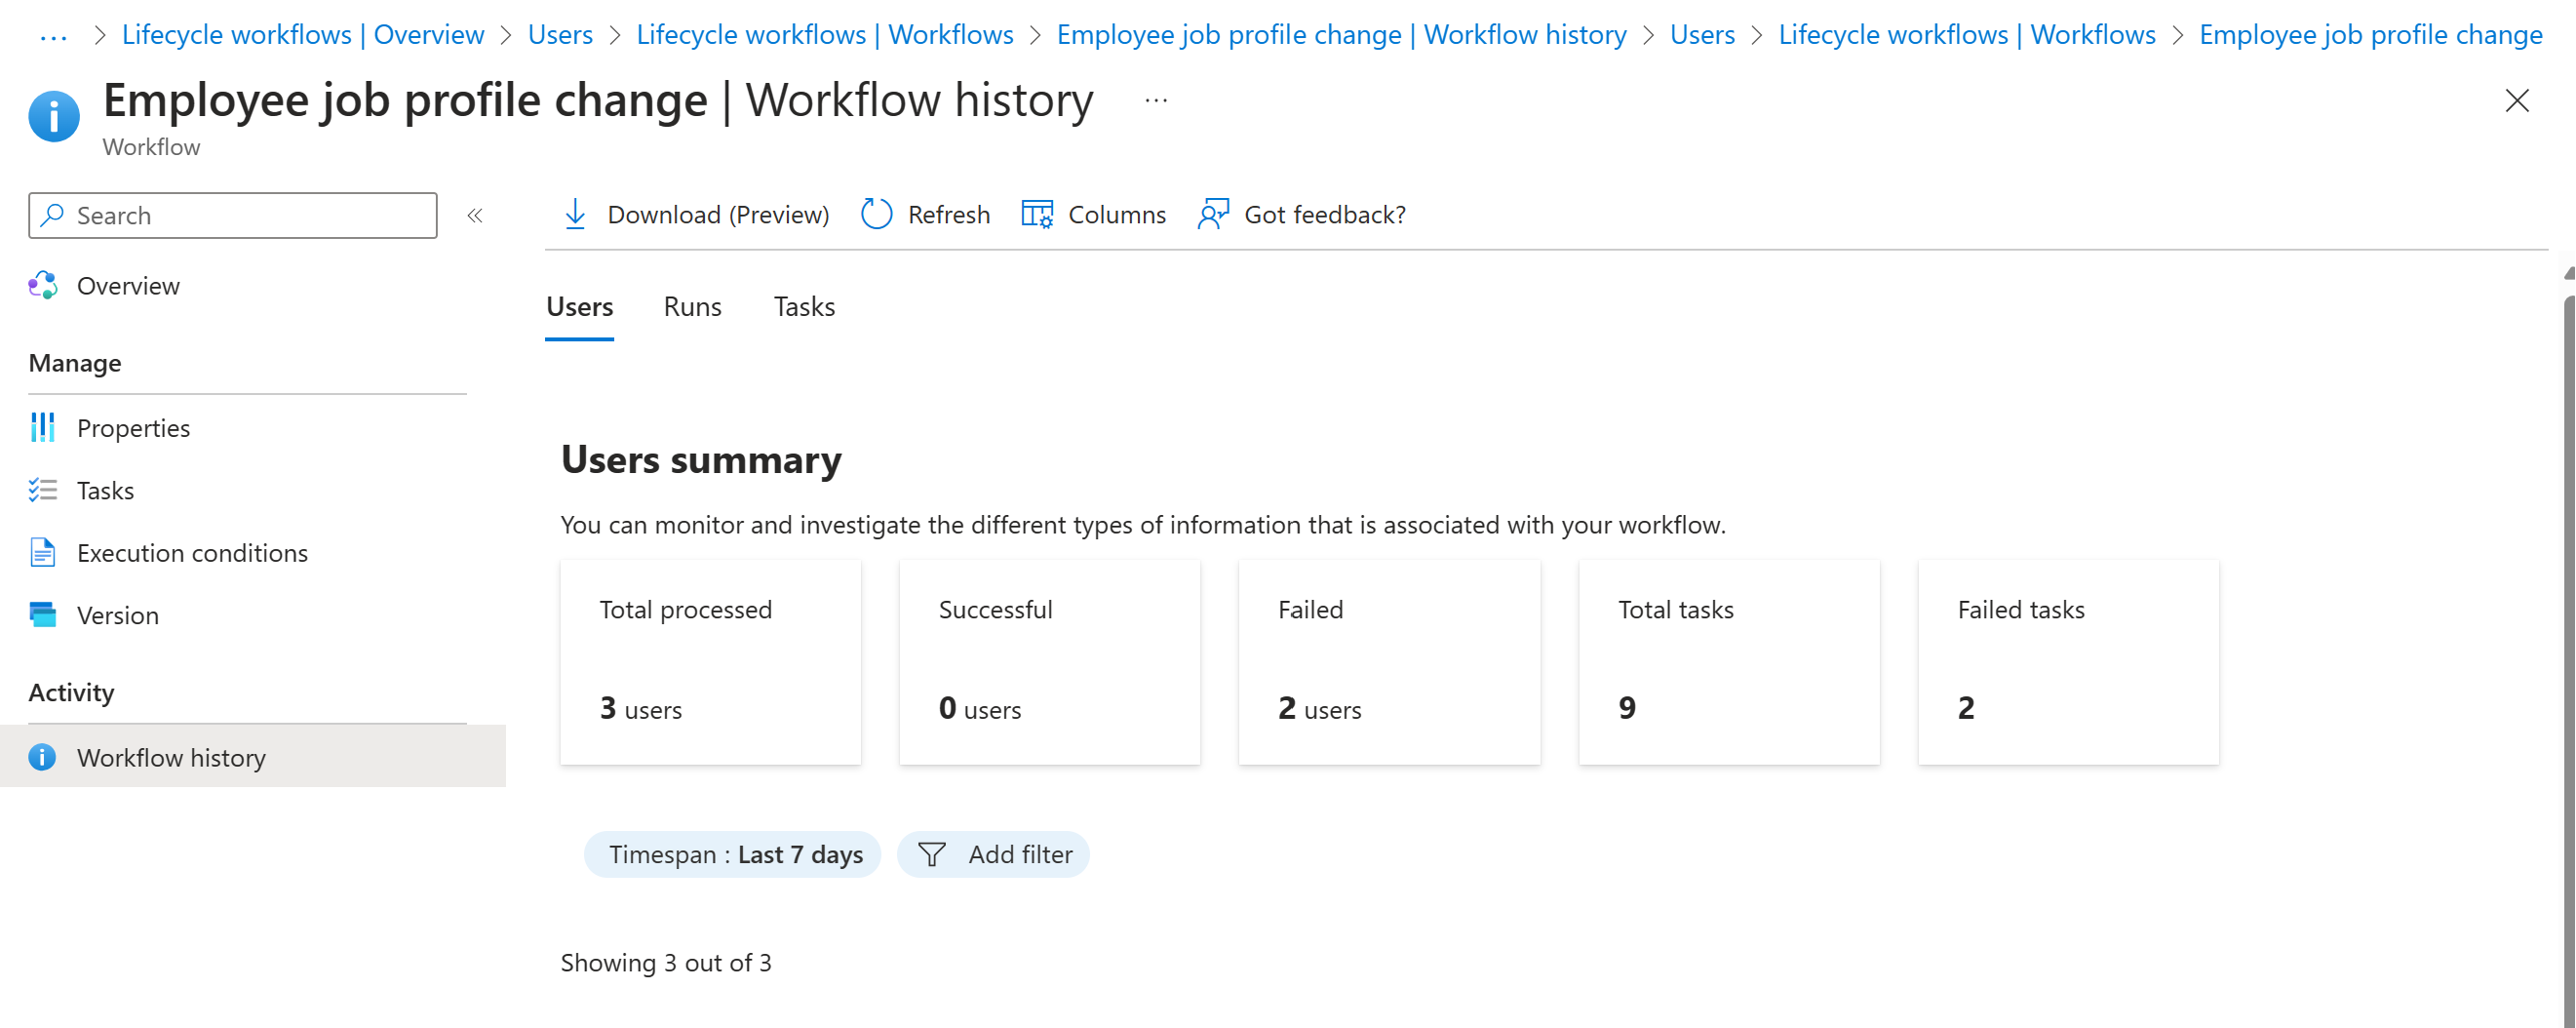 … > Lifecycle workflows | Overview > Users > Lifecycle workflows | Workflows > Employee job profile change | Workflow history > Users > Lifecycle workflows | Workflows > Employee job profile change
Employee job profile change | Workflow history …
Workflow
Search
Download (Preview) Refresh Columns Got feedback?
Overview
Manage
Properties
Tasks
Execution conditions
Version
Activity
Workflow history
Users Runs Tasks
Users summary
You can monitor and investigate the different types of information that is associated with your workflow.
Total processed
3 users
Successful
0 users
Failed
2 users
Total tasks
9
Failed tasks
2
Timespan : Last 7 days
Add filter
Showing 3 out of 3